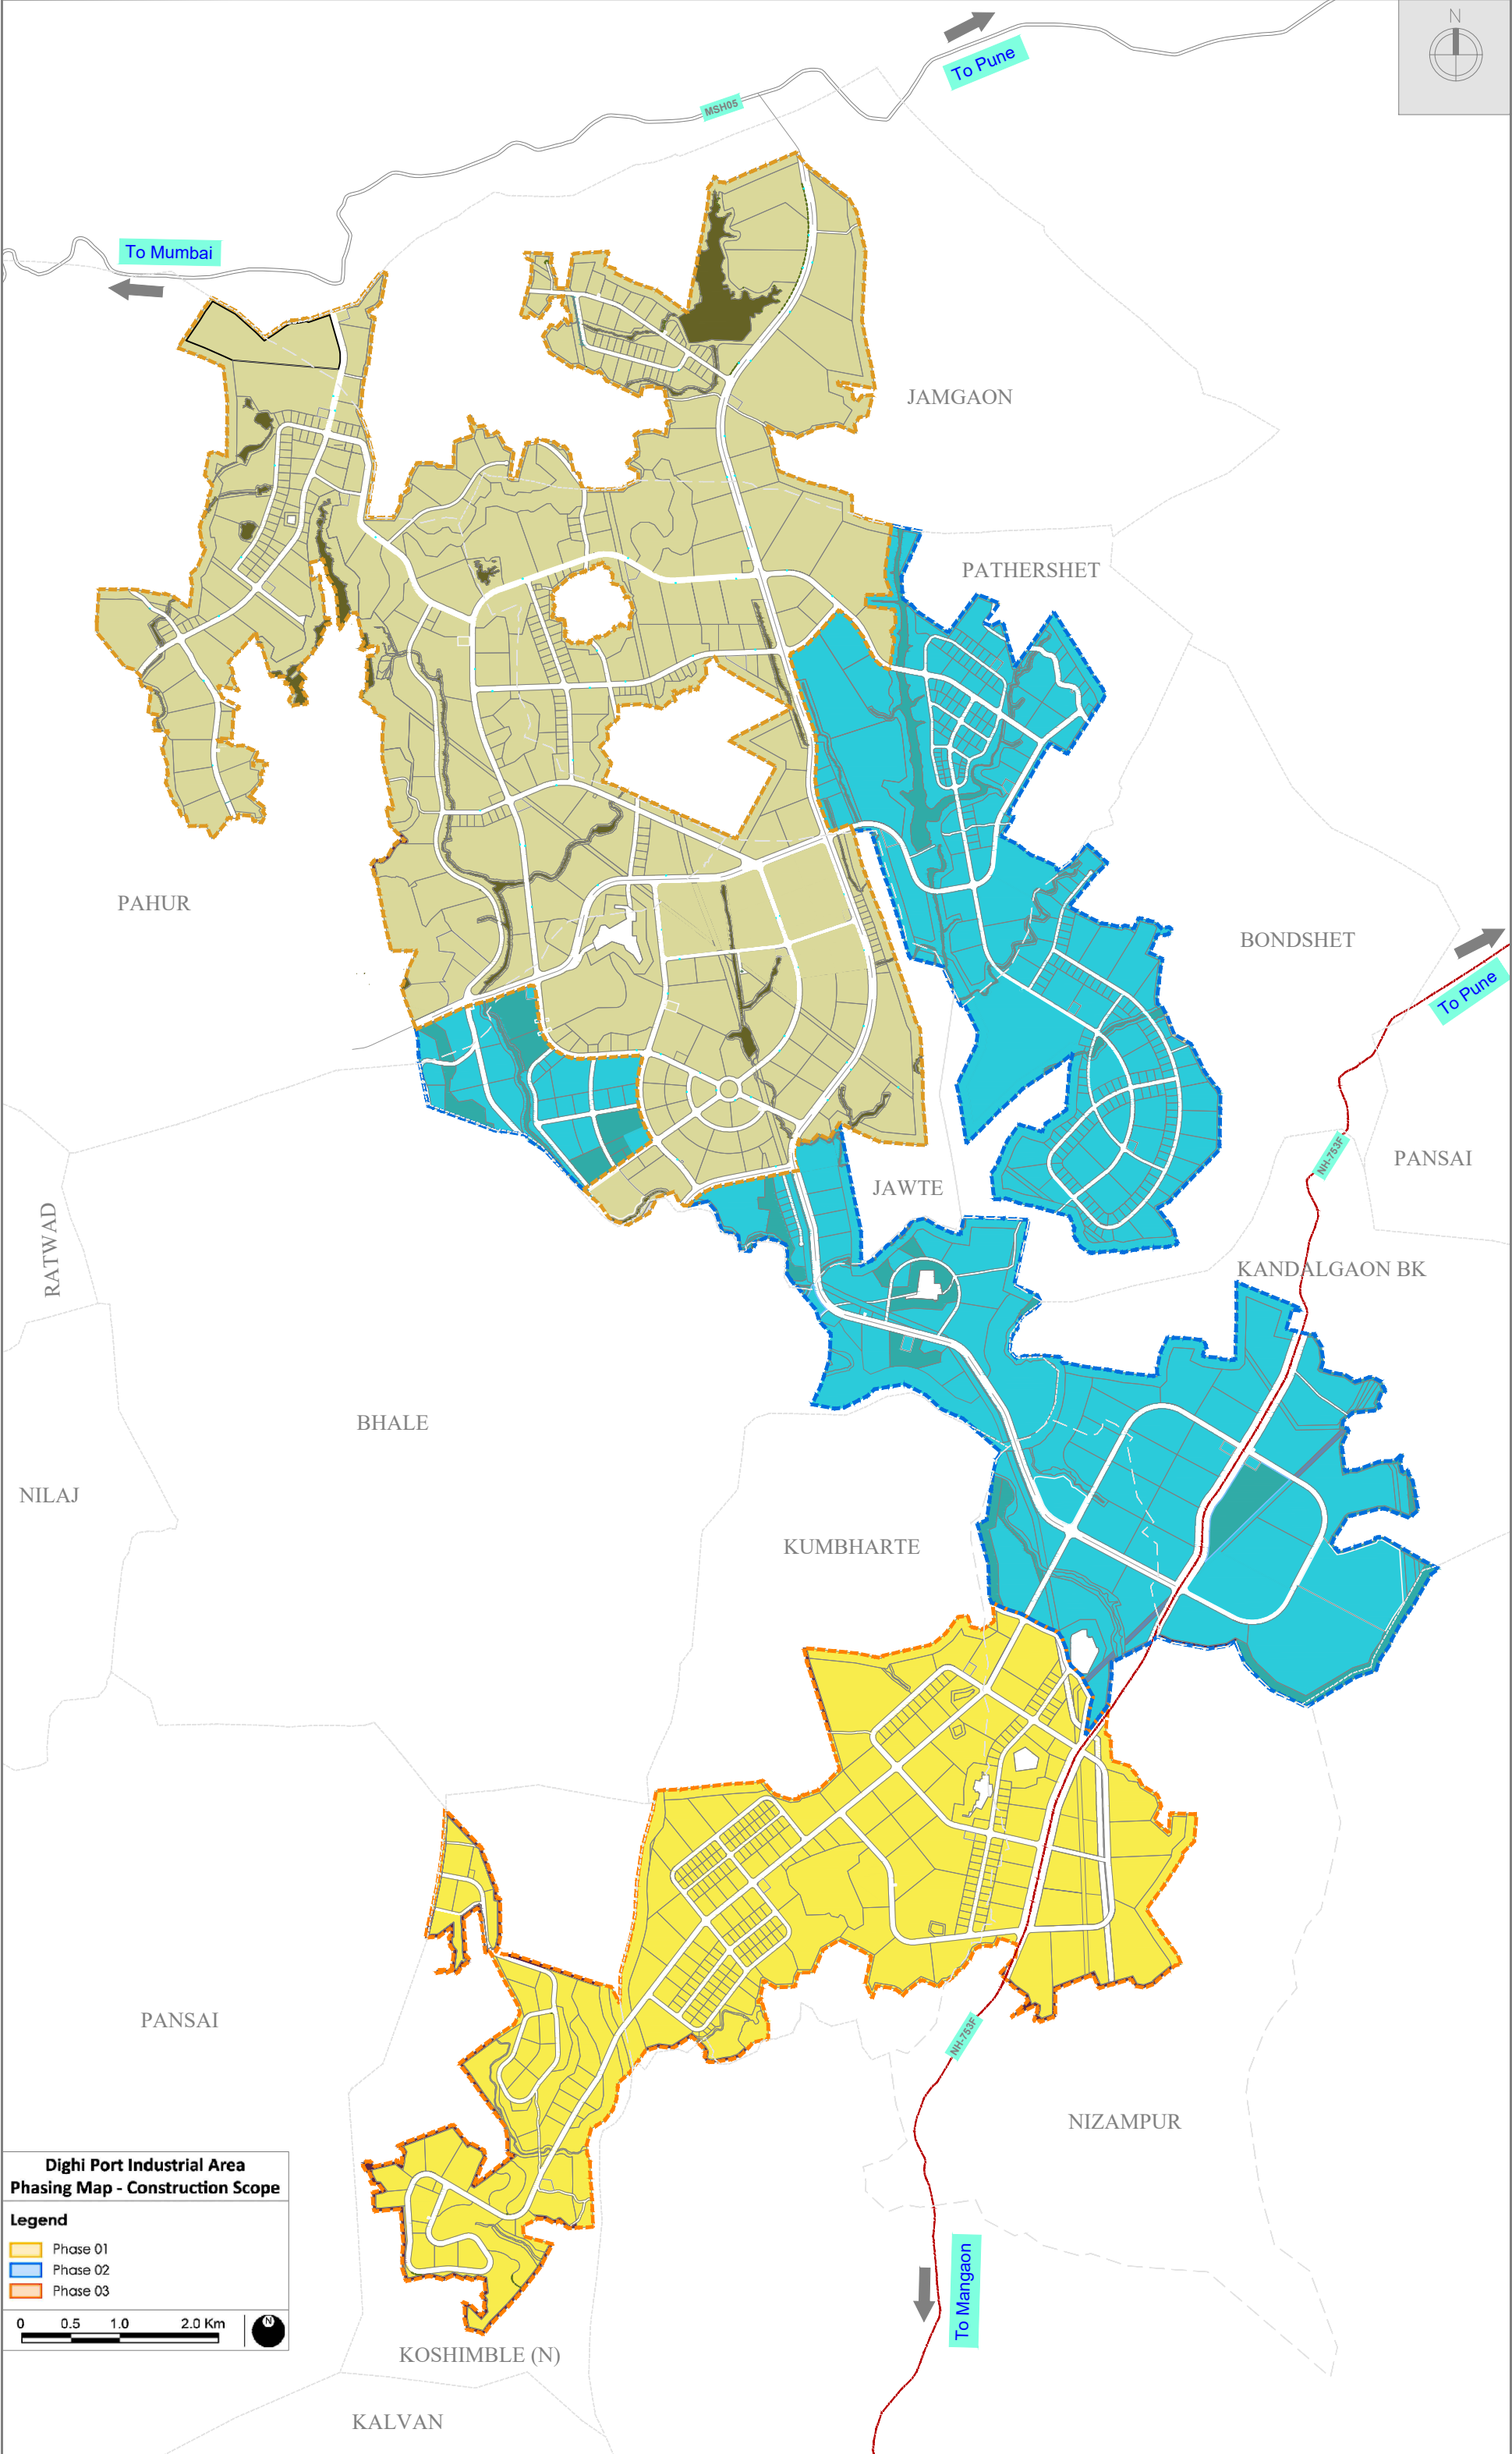 N
To Pune
MSH05
To Mumbai
JAMGAON
PATHERSHET
PAHUR
BONDSHET
To Pune
NH-753F
PANSAI
JAWTE
RATWAD
KANDALGAON BK
BHALE
NILAJ
KUMBHARTE
PANSAI
NH-753F
NIZAMPUR
Dighi Port Industrial Area
Phasing Map - Construction Scope
Legend
Phase 01
Phase 02
Phase 03
0 0.5 1.0 2.0 Km
N
To Mangaon
KOSHIMBLE (N)
KALVAN